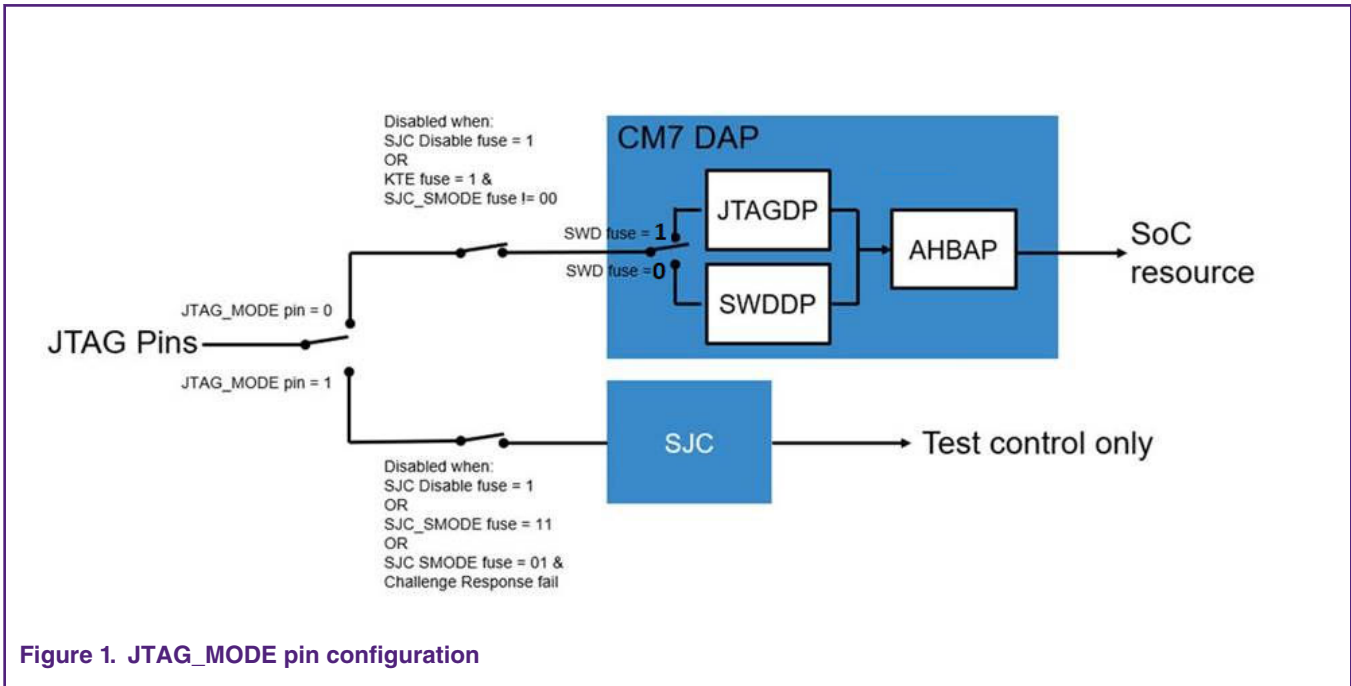 Disabled when:
SJC Disable fuse = 1
OR
KTE fuse = 1 &
SJC_SMODE fuse != 00
CM7 DAP
JTAGDP
SWD fuse = 1
SWD fuse =0
SWDDP
AHBAP
SoC
resource
JTAG_MODE pin = 0
JTAG Pins
JTAG_MODE pin = 1
SJC
Test control only
Disabled when:
SJC Disable fuse = 1
OR
SJC_SMODE fuse = 11
OR
SJC SMODE fuse = 01 &
Challenge Response fail
Figure 1. JTAG_MODE pin configuration